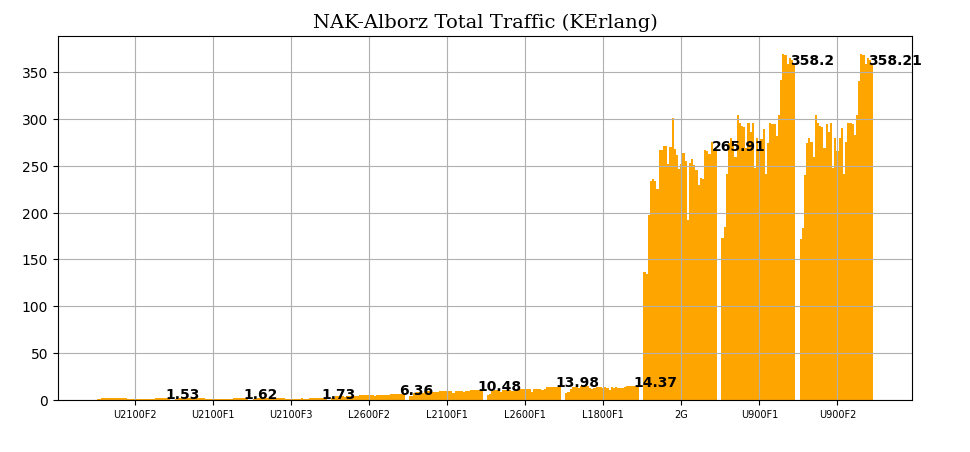 NAK-Alborz Total Traffic (KErlang)
350
300
250
200
150
100
50
0
1.53
1.62
1.73
6.36
10.48
13.98
14.37
265.91
358.2
358.21
U2100F2
U2100F1
U2100F3
L2600F2
L2100F1
L2600F1
L1800F1
2G
U900F1
U900F2